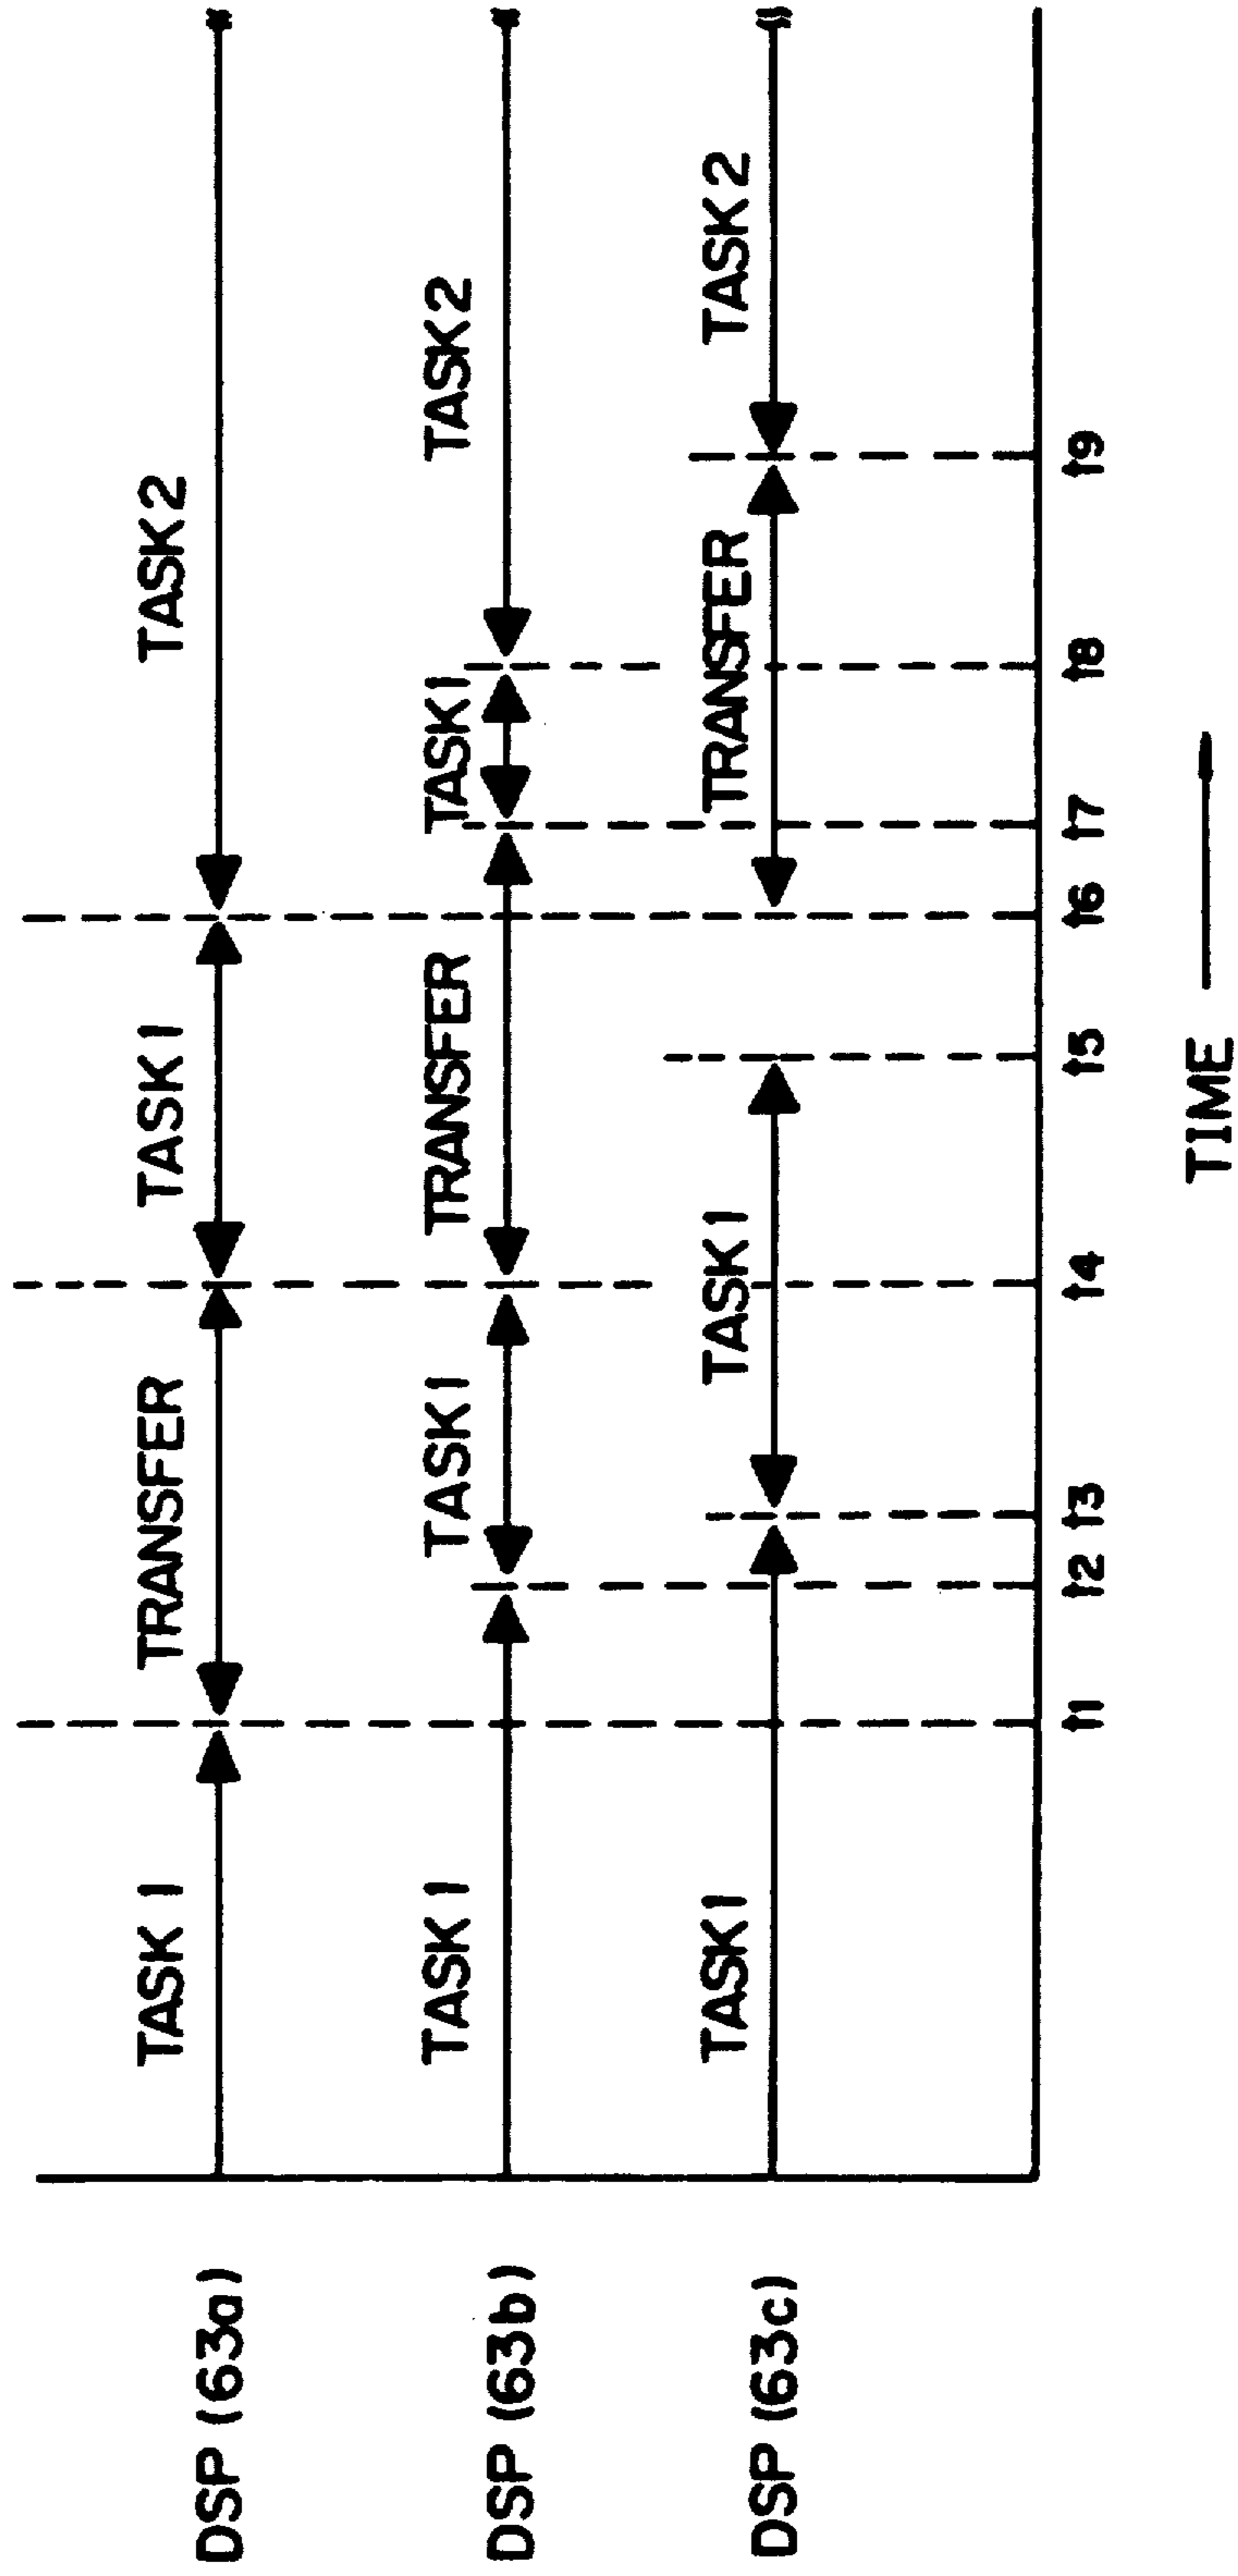 DSP (63a)
TASK 1
TRANSFER
TASK 1
TASK 2
DSP (63b)
TASK 1
TASK 1
TRANSFER
TASK 1
TASK 2
DSP (63c)
TASK 1
TASK 1
TRANSFER
TASK 2
t1 t2 t3 t4 t5 t6 t7 t8 t9
TIME